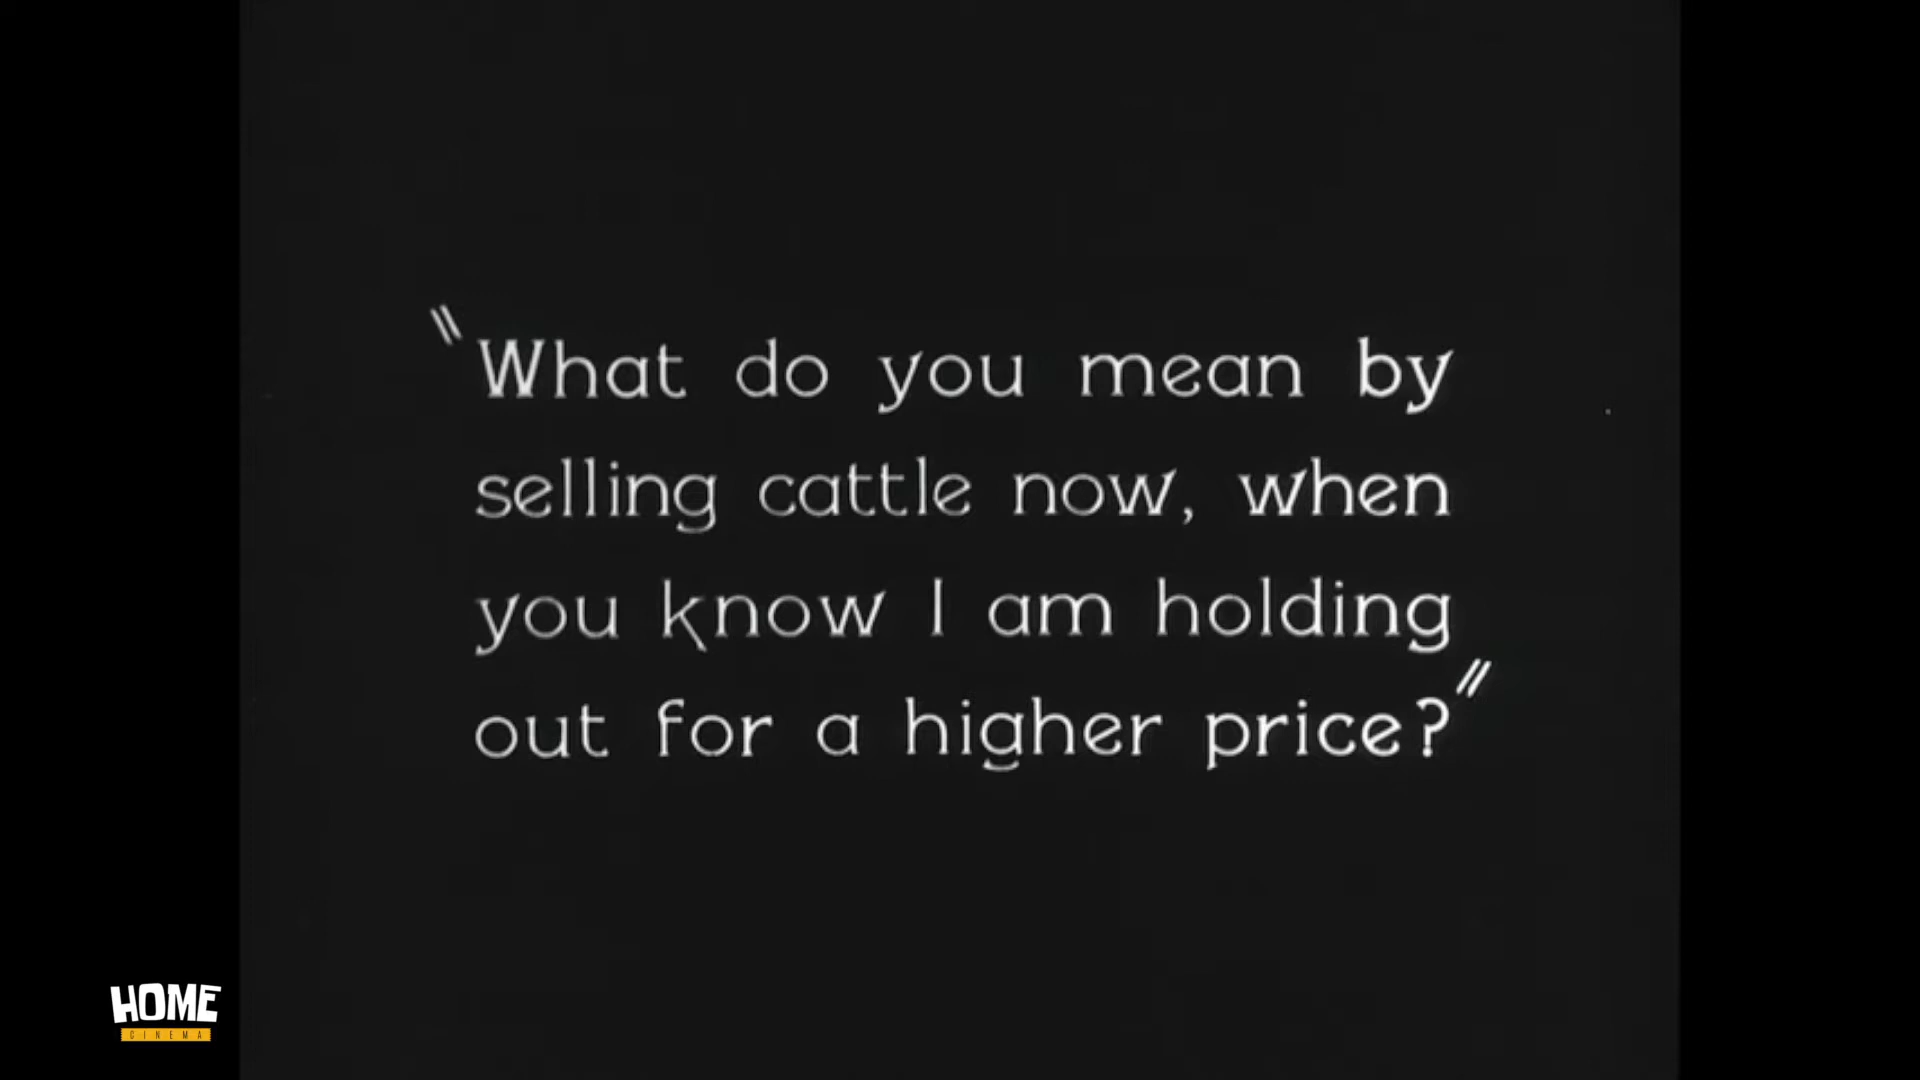 "What do you mean by
selling cattle now, when
you know I am holding
out for a higher price?"
HOME
CINEMA